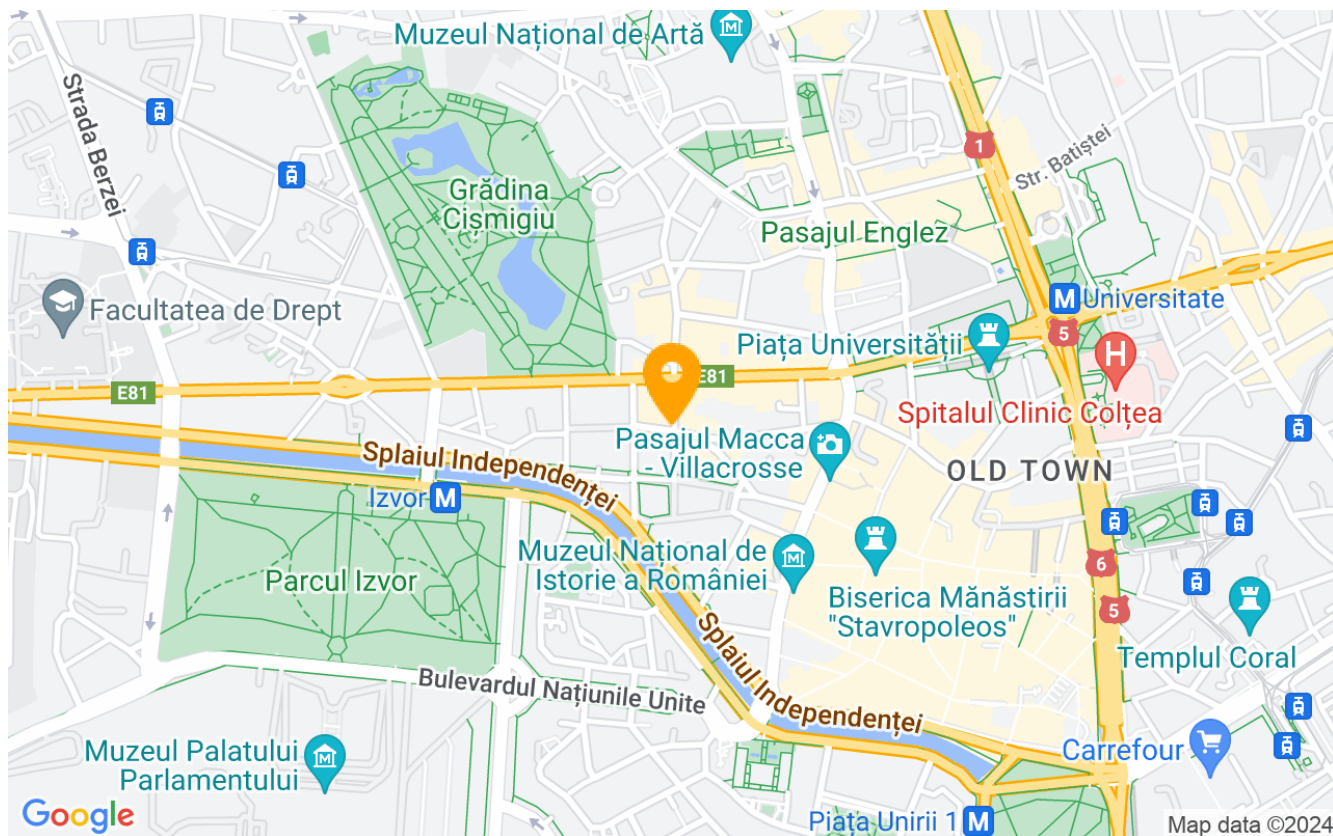 Muzeul Național de Artă
Strada Berzei
1
Str. Batiștei
Grădina
Cișmigiu
Pasajul Englez
Facultatea de Drept
M Universitate
5
Piața Universității
H
E81
E81
Spitalul Clinic Colțea
Pasajul Macca
- Villacrosse
Splaiul Independenței
OLD TOWN
Izvor M
Muzeul Național de
Istorie a României
6
Parcul Izvor
Biserica Mănăstirii
"Stavropoleos"
5
Splaiul Independenței
Templul Coral
Bulevardul Națiunile Unite
Muzeul Palatului
Parlamentului
Carrefour
Google
Piața Unirii 1 M
Map data ©2024